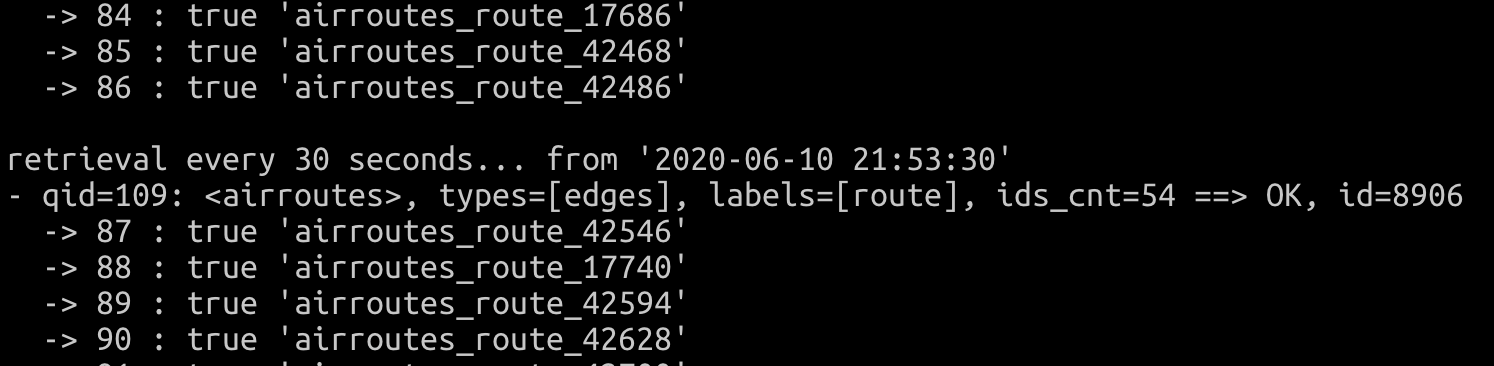 -> 84 : true 'airroutes_route_17686'
-> 85 : true 'airroutes_route_42468'
-> 86 : true 'airroutes_route_42486'
retrieval every 30 seconds... from '2020-06-10 21:53:30'
- qid=109: <airroutes>, types=[edges], labels=[route], ids_cnt=54 ==> OK, id=8906
-> 87 : true 'airroutes_route_42546'
-> 88 : true 'airroutes_route_17740'
-> 89 : true 'airroutes_route_42594'
-> 90 : true 'airroutes_route_42628'